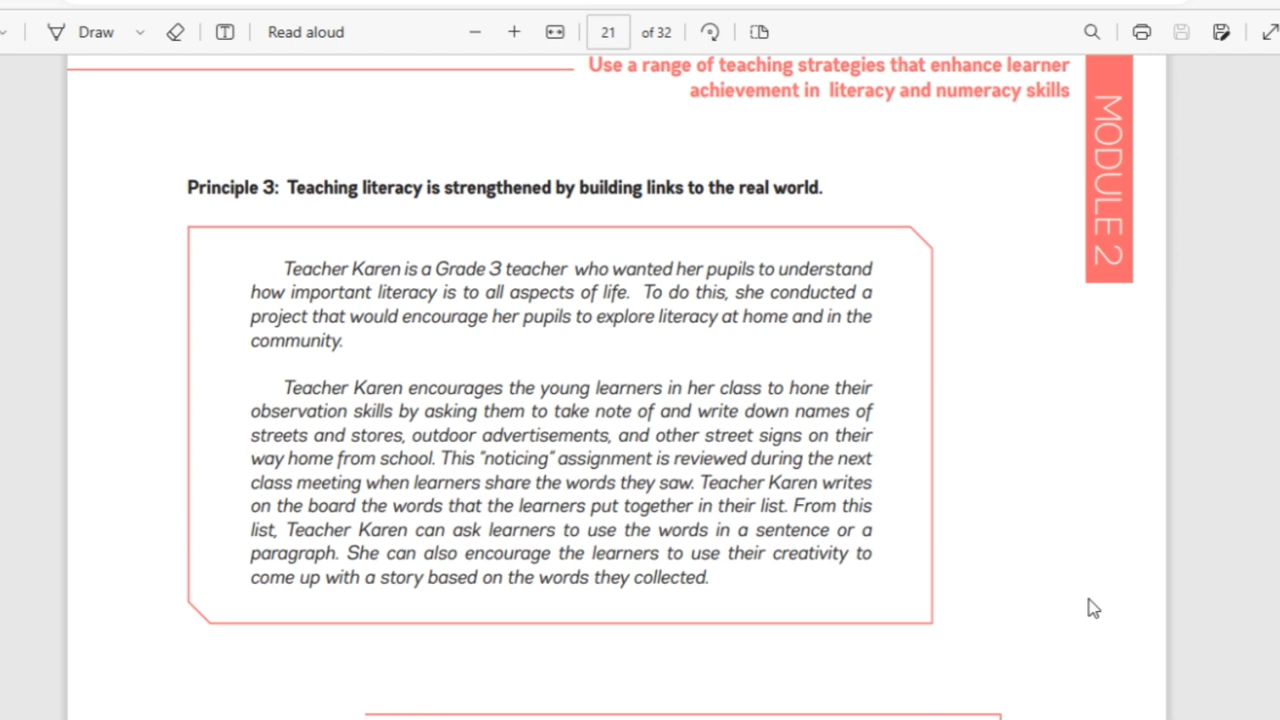 Draw
Read aloud
21 of 32
Use a range of teaching strategies that enhance learner
achievement in literacy and numeracy skills
MODULE 2
Principle 3: Teaching literacy is strengthened by building links to the real world.
Teacher Karen is a Grade 3 teacher who wanted her pupils to understand
how important literacy is to all aspects of life. To do this, she conducted a
project that would encourage her pupils to explore literacy at home and in the
community.
Teacher Karen encourages the young learners in her class to hone their
observation skills by asking them to take note of and write down names of
streets and stores, outdoor advertisements, and other street signs on their
way home from school. This "noticing" assignment is reviewed during the next
class meeting when learners share the words they saw. Teacher Karen writes
on the board the words that the learners put together in their list. From this
list, Teacher Karen can ask learners to use the words in a sentence or a
paragraph. She can also encourage the learners to use their creativity to
come up with a story based on the words they collected.